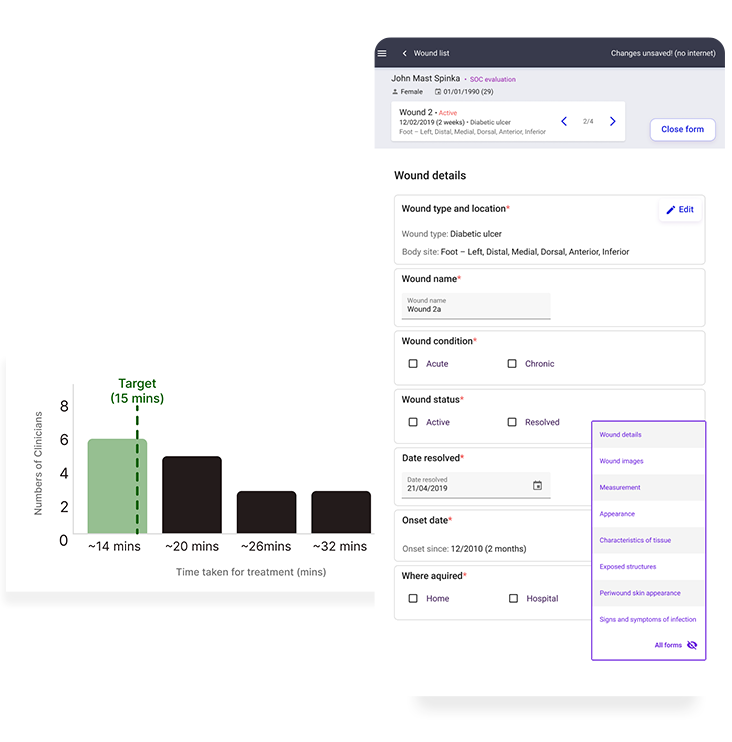 Wound list
Changes unsaved! (no internet)
John Mast Spinka • SOC evaluation
Female 01/01/1990 (29)
Wound 2 - Active
12/02/2019 (2 weeks) • Diabetic ulcer
Foot – Left, Distal, Medial, Dorsal, Anterior, Inferior
2/4
Close form
Wound details
Wound type and location*
Edit
Wound type: Diabetic ulcer
Body site: Foot – Left, Distal, Medial, Dorsal, Anterior, Inferior
Wound name*
Wound name
Wound 2a
Wound condition*
Acute
Chronic
Wound status*
Active
Resolved
Date resolved*
Date resolved
21/04/2019
Onset date*
Onset since: 12/2010 (2 months)
Where aquired*
Home
Hospital
Wound details
Wound images
Measurement
Appearance
Characteristics of tissue
Exposed structures
Periwound skin appearance
Signs and symptoms of infection
All forms
Target
(15 mins)
Numbers of Clinicians
8
6
4
2
0
~14 mins
~20 mins
~26mins
~32 mins
Time taken for treatment (mins)